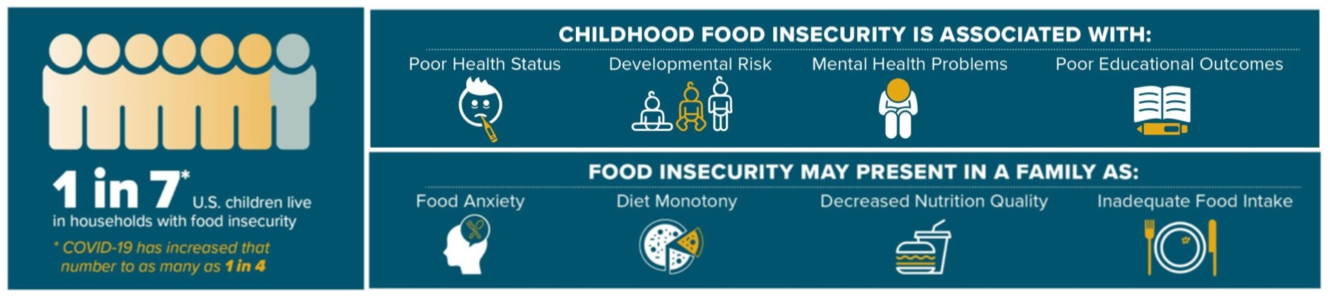 1 in 7* U.S. children live
in households with food insecurity
* COVID-19 has increased that
number to as many as 1 in 4
CHILDHOOD FOOD INSECURITY IS ASSOCIATED WITH:
Poor Health Status
Developmental Risk
Mental Health Problems
Poor Educational Outcomes
FOOD INSECURITY MAY PRESENT IN A FAMILY AS:
Food Anxiety
Diet Monotony
Decreased Nutrition Quality
Inadequate Food Intake